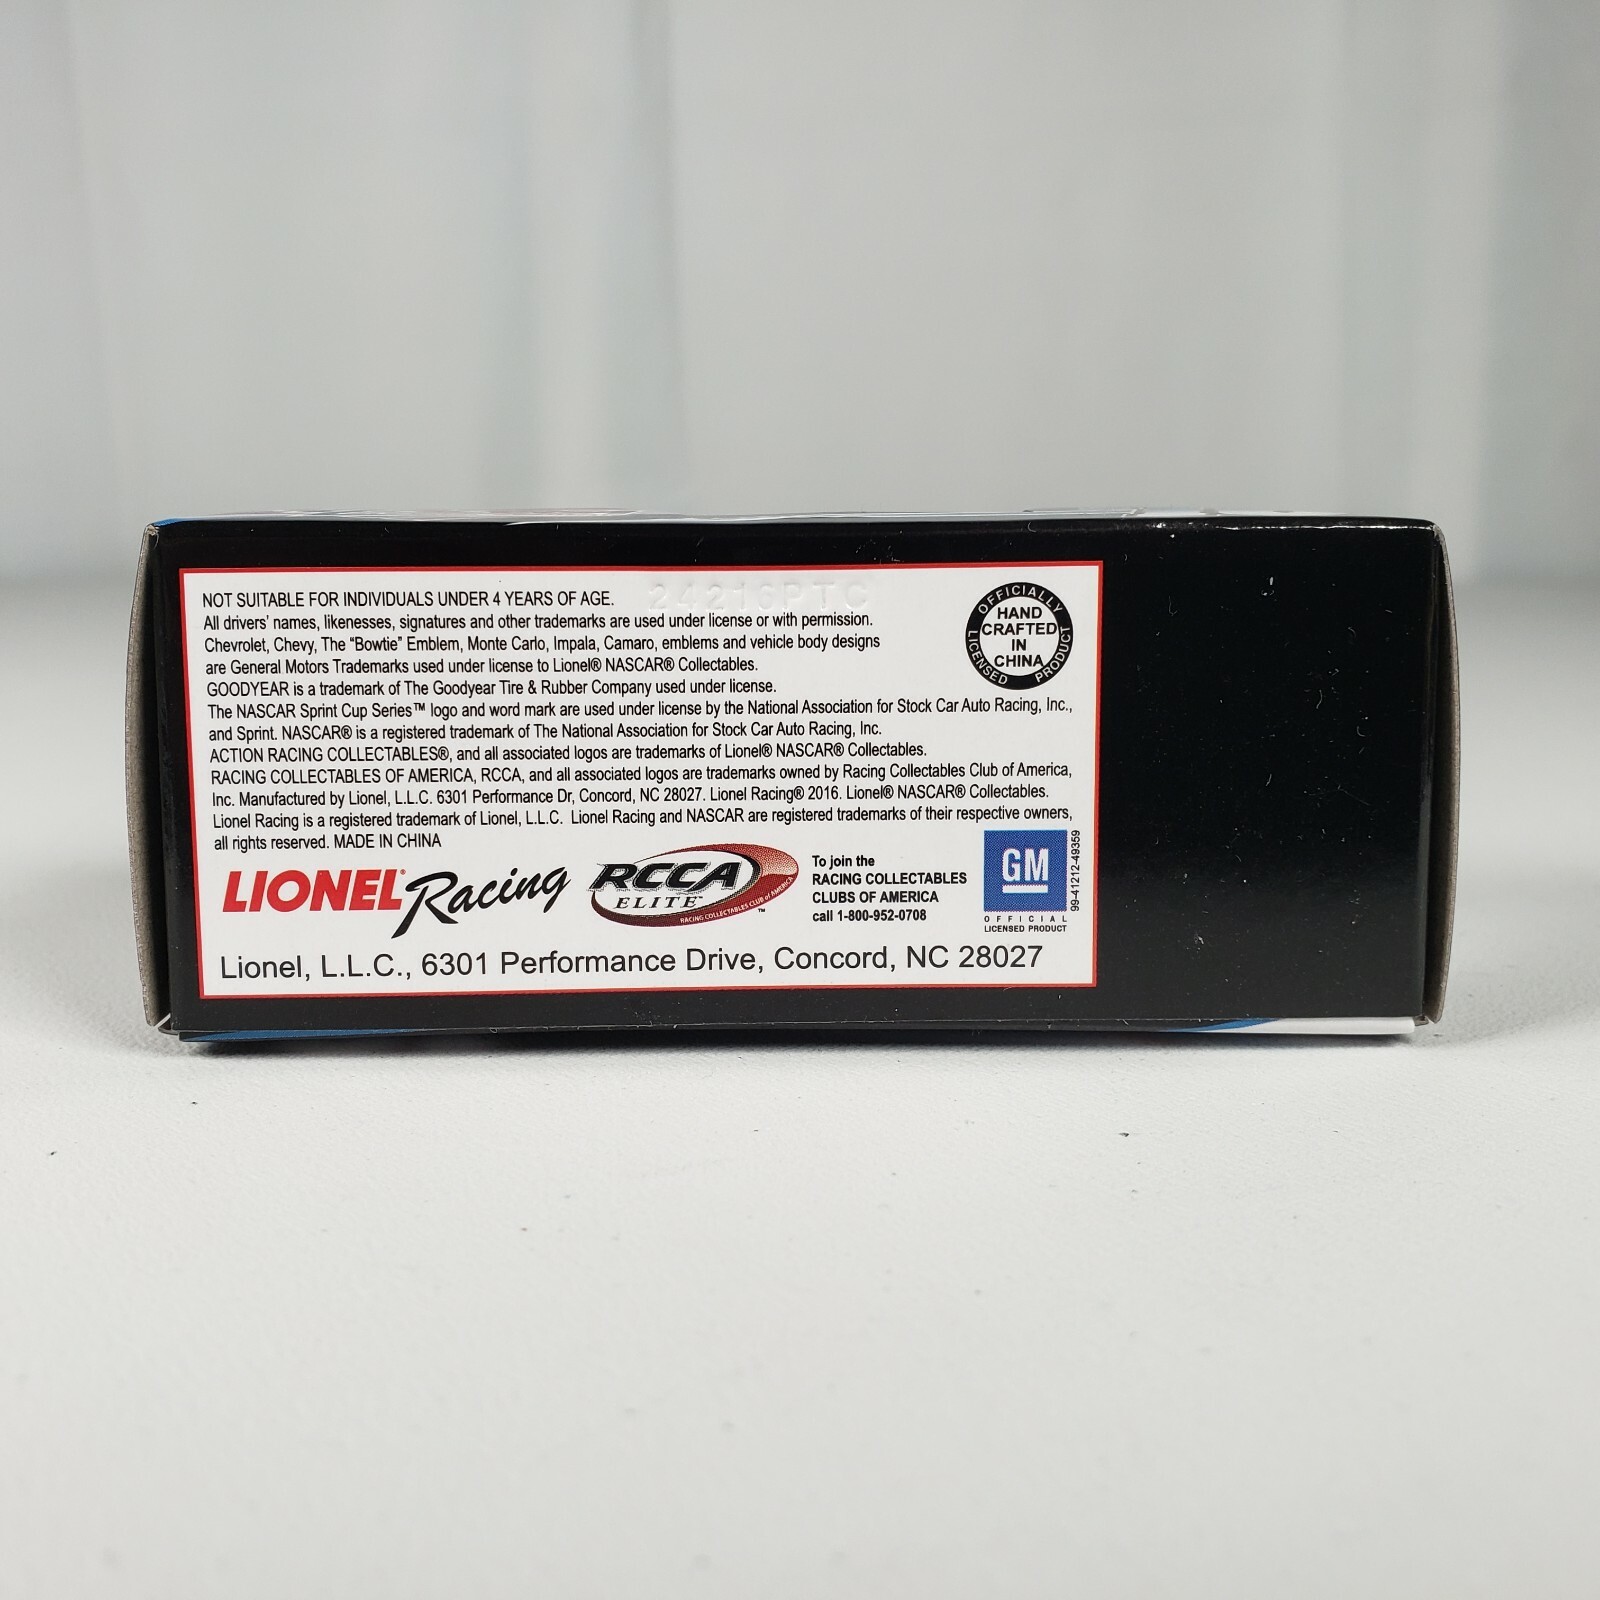 24216PTC
NOT SUITABLE FOR INDIVIDUALS UNDER 4 YEARS OF AGE.
All drivers' names, likenesses, signatures and other trademarks are used under license or with permission.
Chevrolet, Chevy, The "Bowtie" Emblem, Monte Carlo, Impala, Camaro, emblems and vehicle body designs
are General Motors Trademarks used under license to Lionel® NASCAR® Collectables.
GOODYEAR is a trademark of The Goodyear Tire & Rubber Company used under license.
The NASCAR Sprint Cup Series™ logo and word mark are used under license by the National Association for Stock Car Auto Racing, Inc.,
and Sprint. NASCAR® is a registered trademark of The National Association for Stock Car Auto Racing, Inc.
ACTION RACING COLLECTABLES®, and all associated logos are trademarks of Lionel® NASCAR® Collectables.
RACING COLLECTABLES OF AMERICA, RCCA, and all associated logos are trademarks owned by Racing Collectables Club of America,
Inc. Manufactured by Lionel, L.L.C. 6301 Performance Dr, Concord, NC 28027. Lionel Racing® 2016. Lionel® NASCAR® Collectables.
Lionel Racing is a registered trademark of Lionel, L.L.C. Lionel Racing and NASCAR are registered trademarks of their respective owners,
all rights reserved. MADE IN CHINA
OFFICIALLY
LICENSED PRODUCT
HAND
CRAFTED
IN
CHINA
LIONEL® Racing
RCCA
ELITE™
RACING COLLECTABLES CLUB of AMERICA
™
To join the
RACING COLLECTABLES
CLUBS OF AMERICA
call 1-800-952-0708
GM
OFFICIAL
LICENSED PRODUCT
99-41212-49359
Lionel, L.L.C., 6301 Performance Drive, Concord, NC 28027